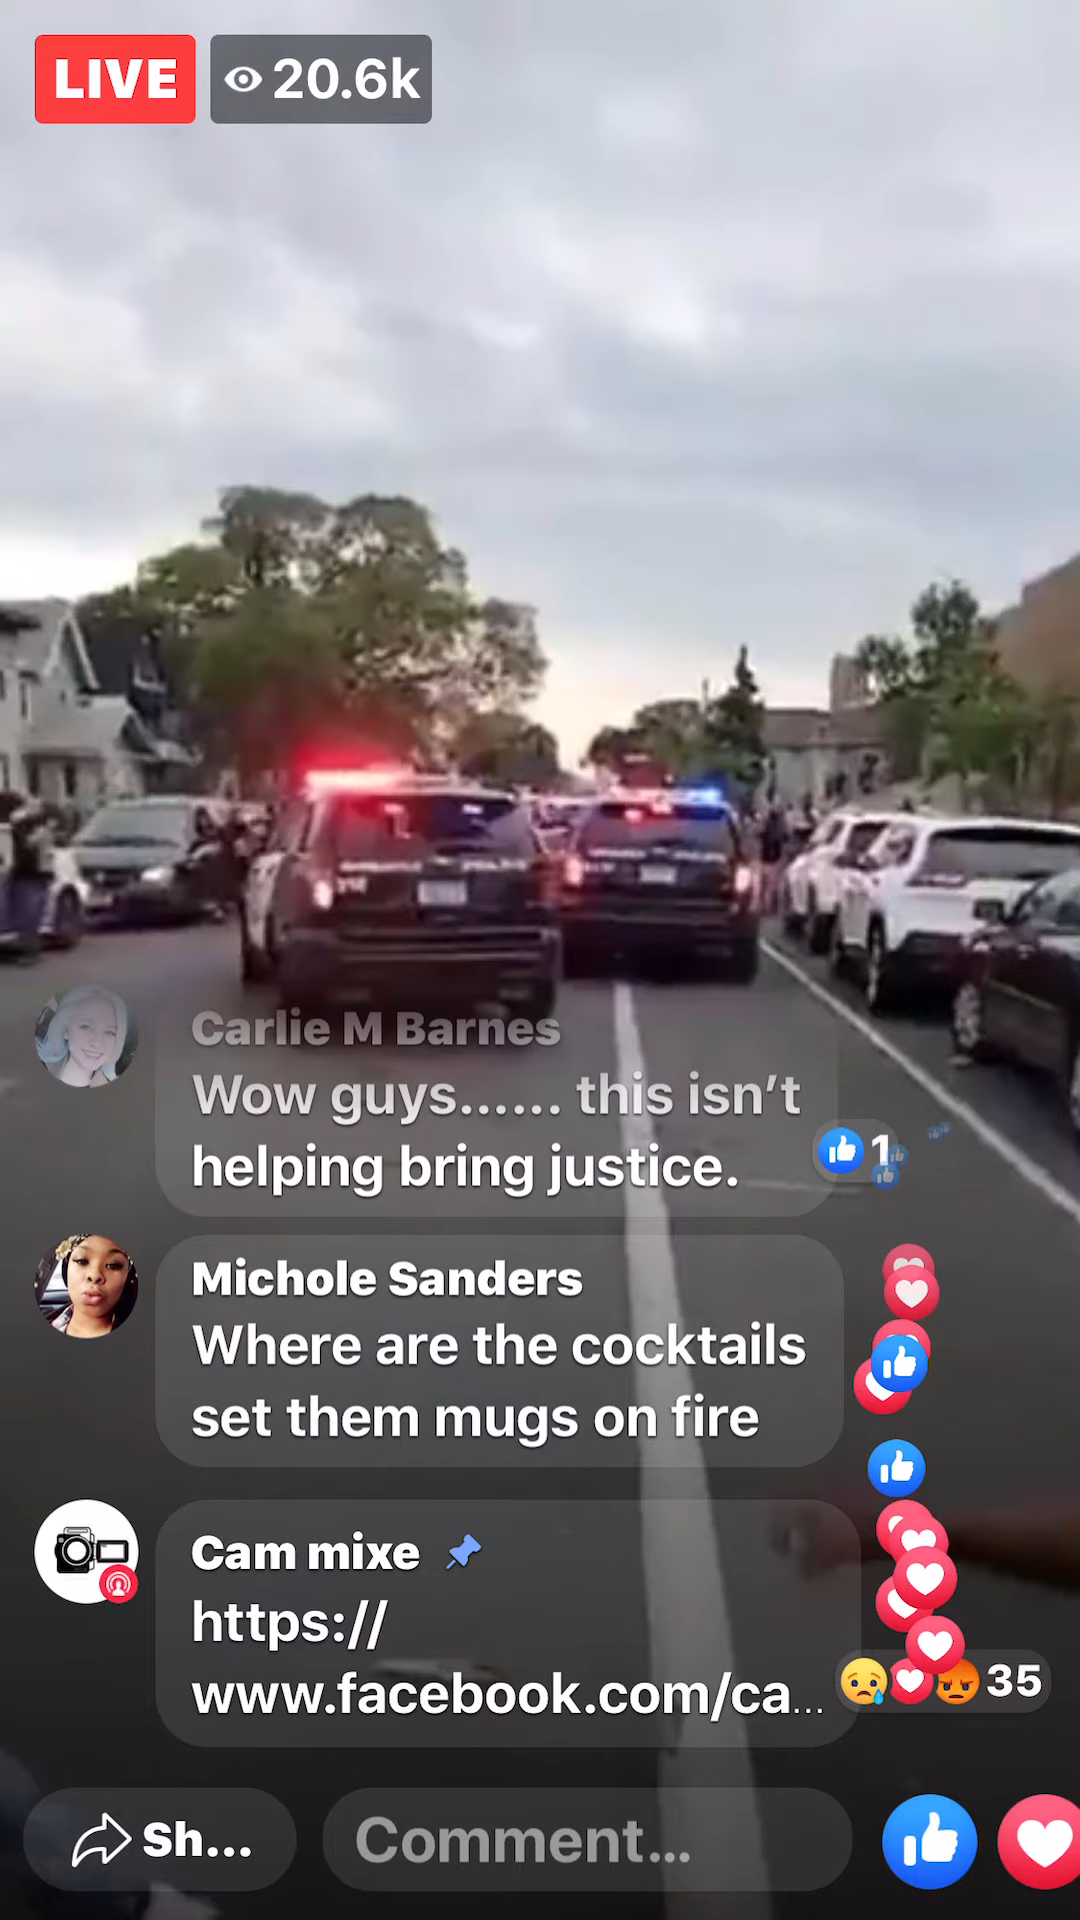 LIVE
20.6k
POLICE
Carlie M Barnes
Wow guys...... this isn’t
helping bring justice.
1
Michole Sanders
Where are the cocktails
set them mugs on fire
Cam mixe
https://
www.facebook.com/ca...
35
Sh...
Comment...